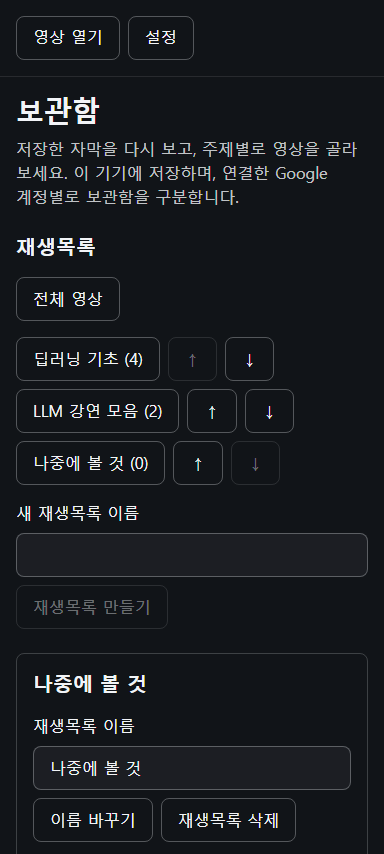 영상 열기 설정
보관함
저장한 자막을 다시 보고, 주제별로 영상을 골라
보세요. 이 기기에 저장하며, 연결한 Google
계정별로 보관함을 구분합니다.
재생목록
전체 영상
딥러닝 기초 (4) ↑ ↓
LLM 강연 모음 (2) ↑ ↓
나중에 볼 것 (0) ↑ ↓
새 재생목록 이름
재생목록 만들기
나중에 볼 것
재생목록 이름
나중에 볼 것
이름 바꾸기 재생목록 삭제